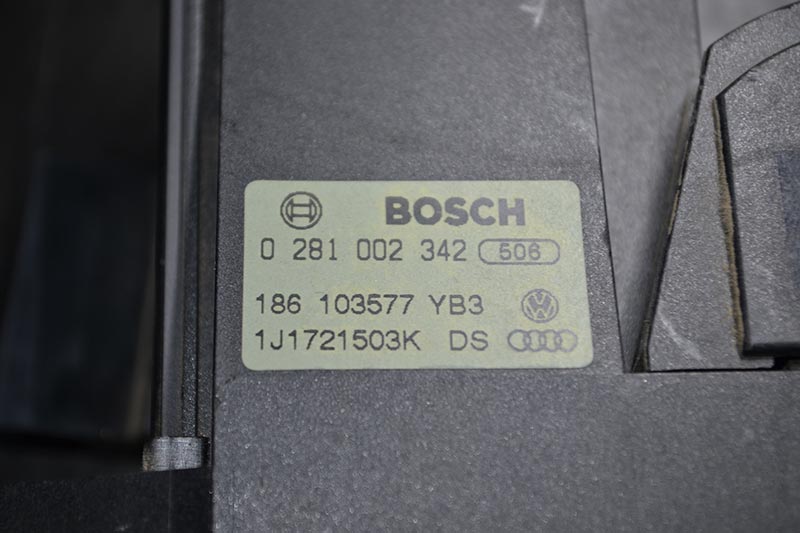 BOSCH
0 281 002 342 506
186 103577 YB3
1J1721503K DS